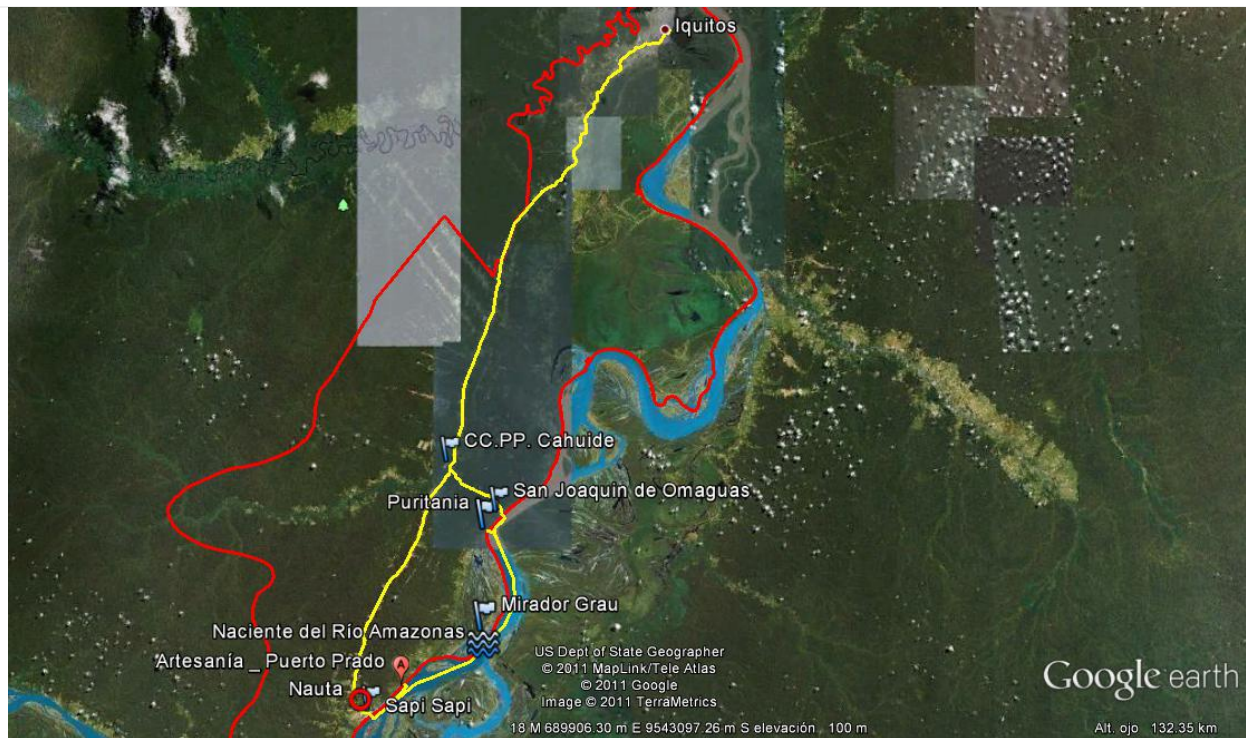 Iquitos
CC.PP. Cahuide
San Joaquin de Omaguas
Puritania
Mirador Grau
Naciente del Río Amazonas
Artesanía _ Puerto Prado
A
Nauta
Sapi Sapi
US Dept of State Geographer
© 2011 MapLink/Tele Atlas
© 2011 Google
Image © 2011 TerraMetrics
Google earth
18 M 689906.30 m E 9543097.26 m S elevación 100 m
Alt. ojo 132.35 km